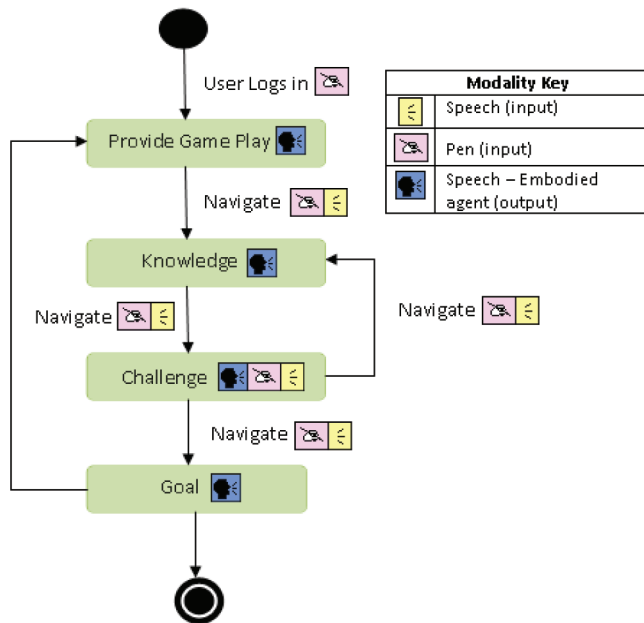 User Logs in
Modality Key
Speech (input)
Pen (input)
Speech – Embodied
agent (output)
Provide Game Play
Navigate
Knowledge
Navigate
Navigate
Challenge
Navigate
Goal